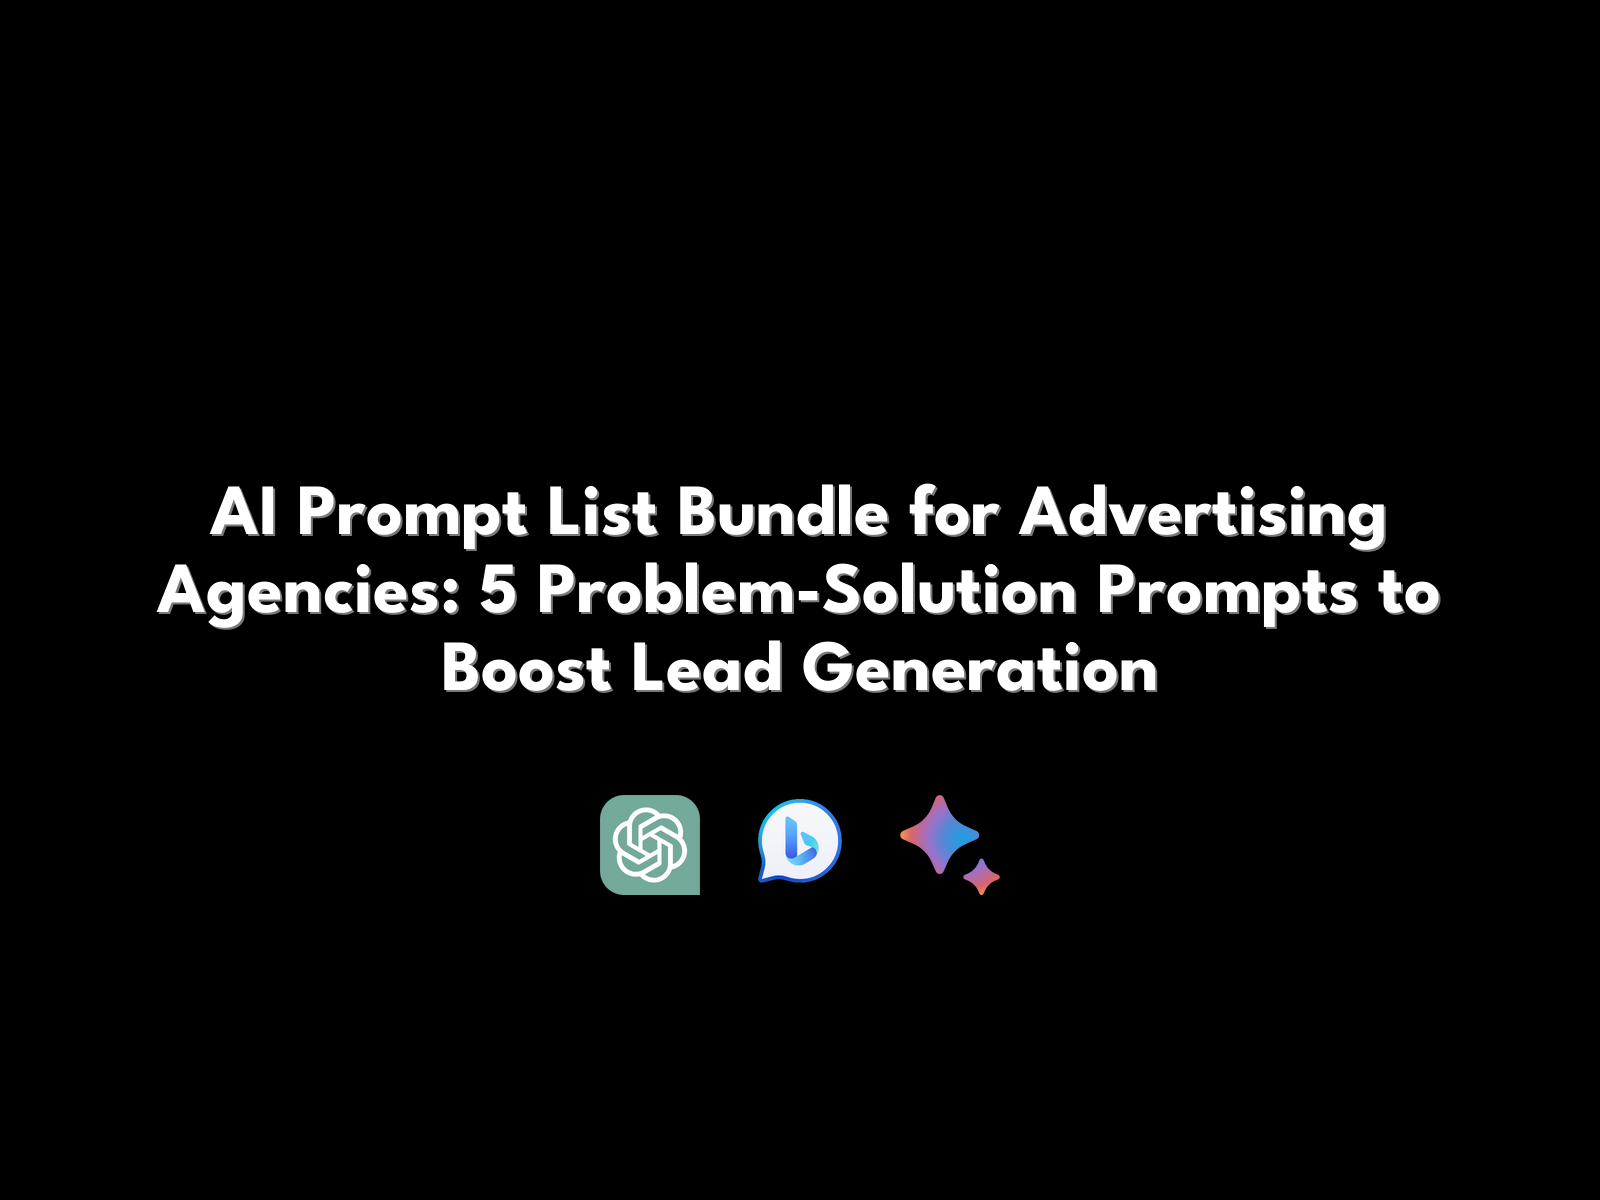 AI Prompt List Bundle for Advertising
Agencies: 5 Problem-Solution Prompts to
Boost Lead Generation